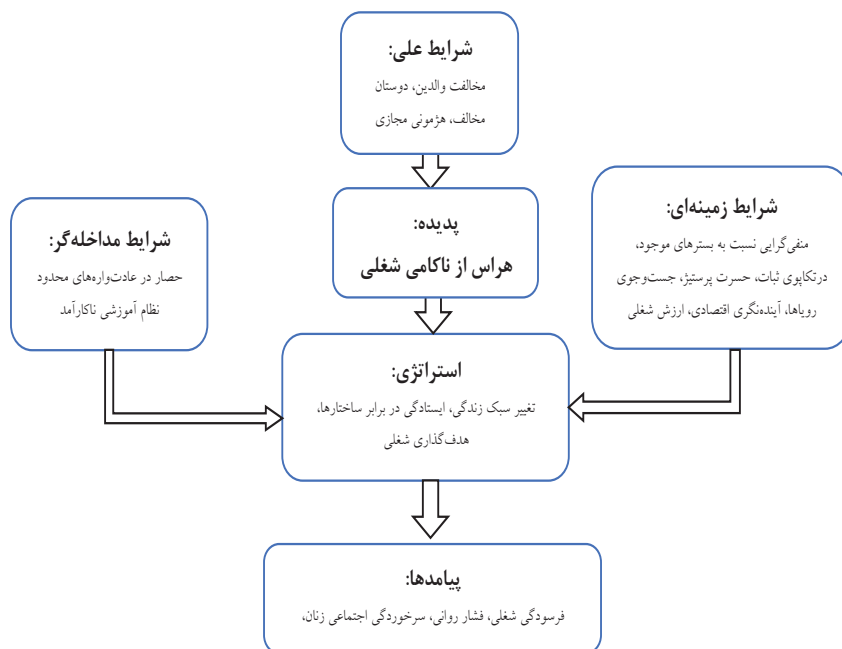 شرایط علی:
مخالفت والدین، دوستان
مخالف، هژمونی مجازی
شرایط زمینه‌ای:
منفی‌گرایی نسبت به بسترهای موجود،
درتکاپوی ثبات، حسرت پرستیژ، جست‌وجوی
رویاها، آینده‌نگری اقتصادی، ارزش شغلی
پدیده:
هراس از ناکامی شغلی
شرایط مداخله‌گر:
حصار در عادت‌واره‌های محدود
نظام آموزشی ناکارآمد
استراتژی:
تغییر سبک زندگی، ایستادگی در برابر ساختارها،
هدف‌گذاری شغلی
پیامدها:
فرسودگی شغلی، فشار روانی، سرخوردگی اجتماعی زنان،